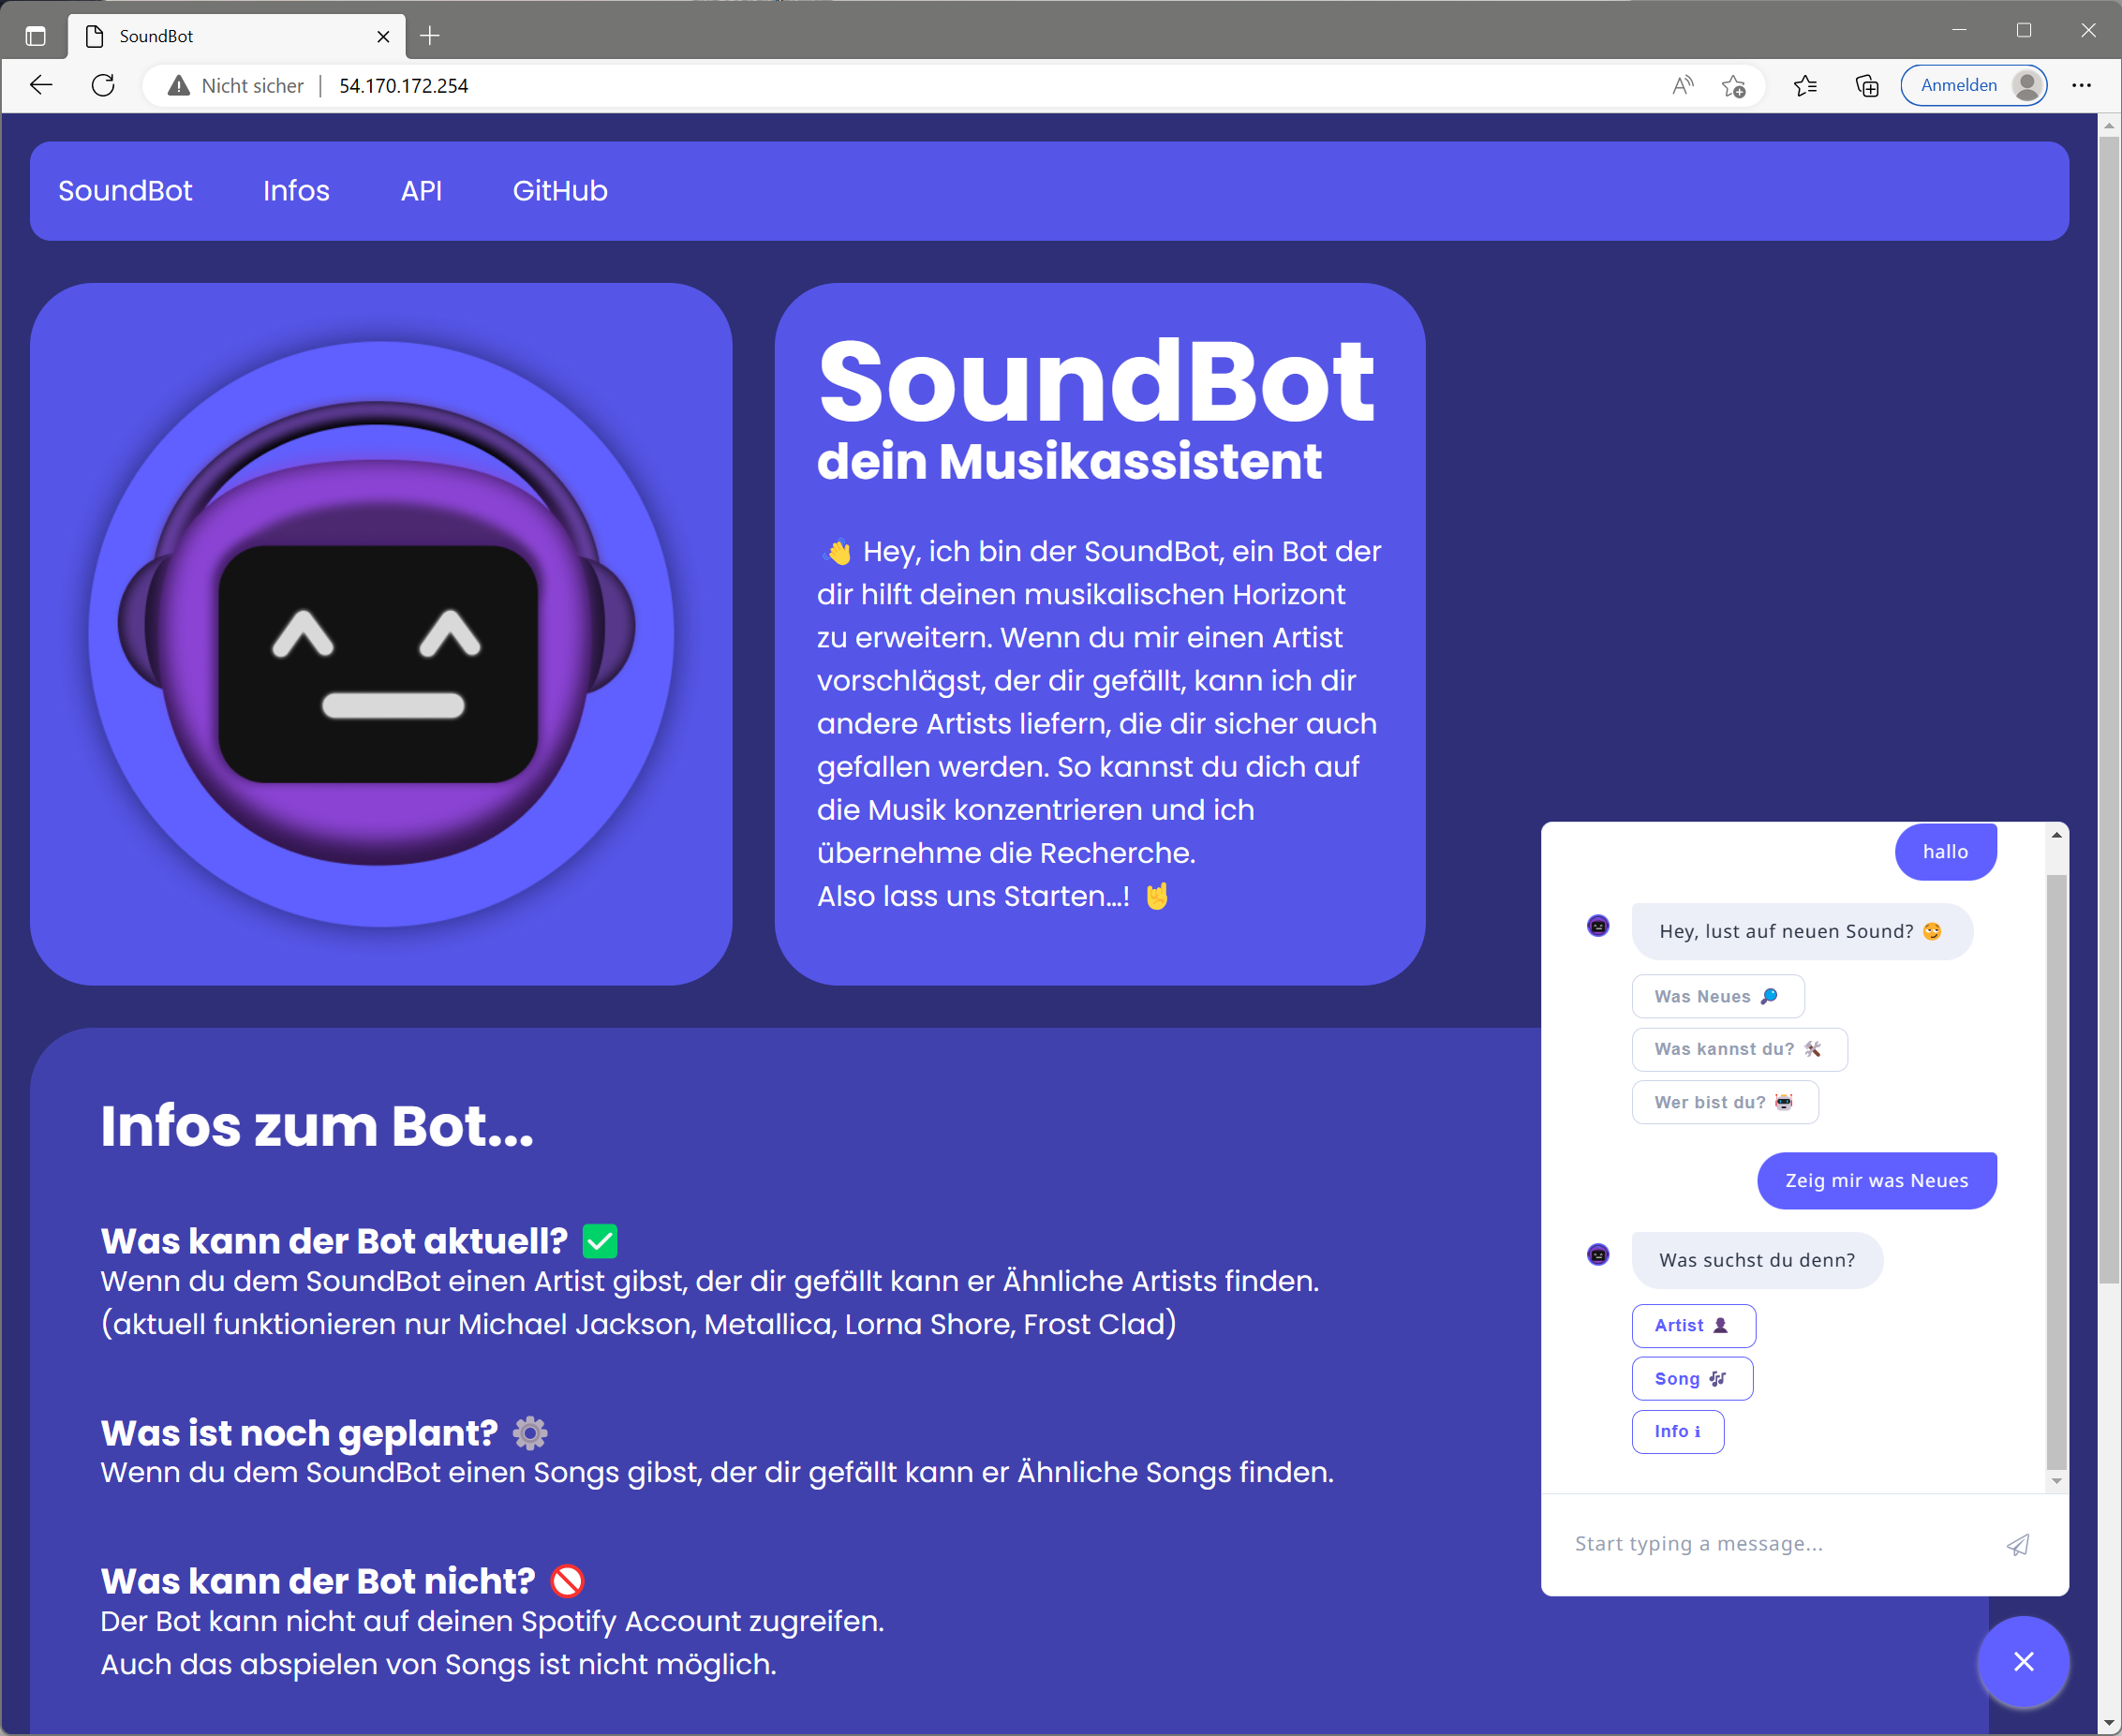 SoundBot
Nicht sicher
54.170.172.254
Anmelden
SoundBot Infos API GitHub
SoundBot
dein Musikassistent
👋 Hey, ich bin der SoundBot, ein Bot der
dir hilft deinen musikalischen Horizont
zu erweitern. Wenn du mir einen Artist
vorschlägst, der dir gefällt, kann ich dir
andere Artists liefern, die dir sicher auch
gefallen werden. So kannst du dich auf
die Musik konzentrieren und ich
übernehme die Recherche.
Also lass uns Starten...! 🤘
Infos zum Bot...
Was kann der Bot aktuell? ✅
Wenn du dem SoundBot einen Artist gibst, der dir gefällt kann er Ähnliche Artists finden.
(aktuell funktionieren nur Michael Jackson, Metallica, Lorna Shore, Frost Clad)
Was ist noch geplant? ⚙️
Wenn du dem SoundBot einen Songs gibst, der dir gefällt kann er Ähnliche Songs finden.
Was kann der Bot nicht? 🚫
Der Bot kann nicht auf deinen Spotify Account zugreifen.
Auch das abspielen von Songs ist nicht möglich.
hallo
Hey, lust auf neuen Sound? 😏
Was Neues 🔎
Was kannst du? 🛠
Wer bist du? 🤖
Zeig mir was Neues
Was suchst du denn?
Artist 👤
Song 🎶
Info ℹ
Start typing a message...